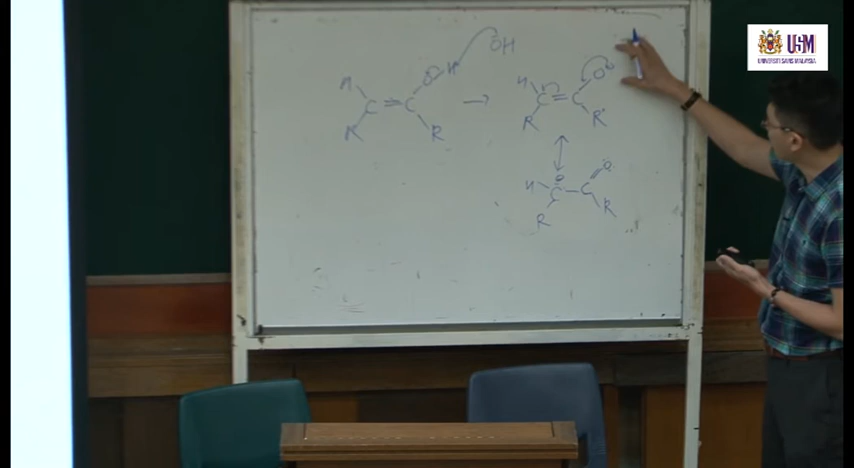 USM
UNIVERSITI SAINS MALAYSIA
OH
H O H
C = C
R R
→
H O
C = C
R R
↔
H C — C O
R R